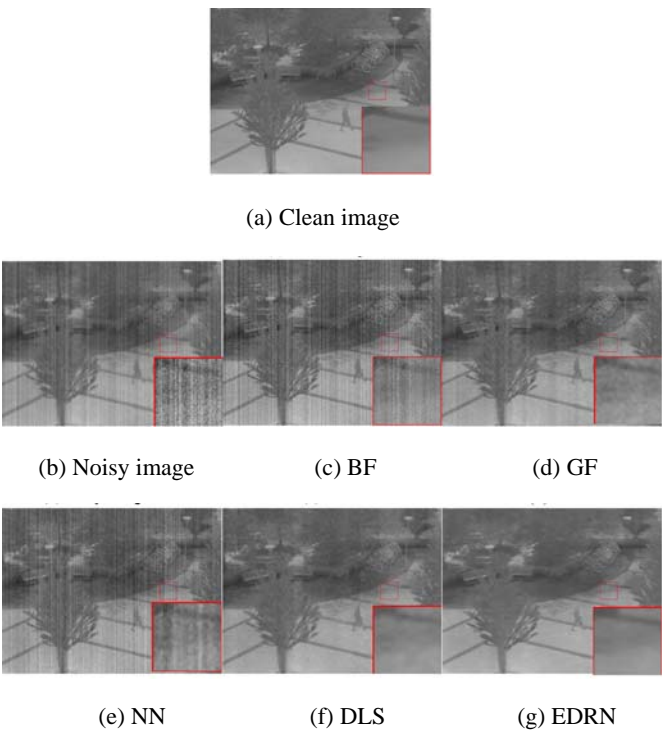 (a) Clean image
(b) Noisy image
(c) BF
(d) GF
(e) NN
(f) DLS
(g) EDRN